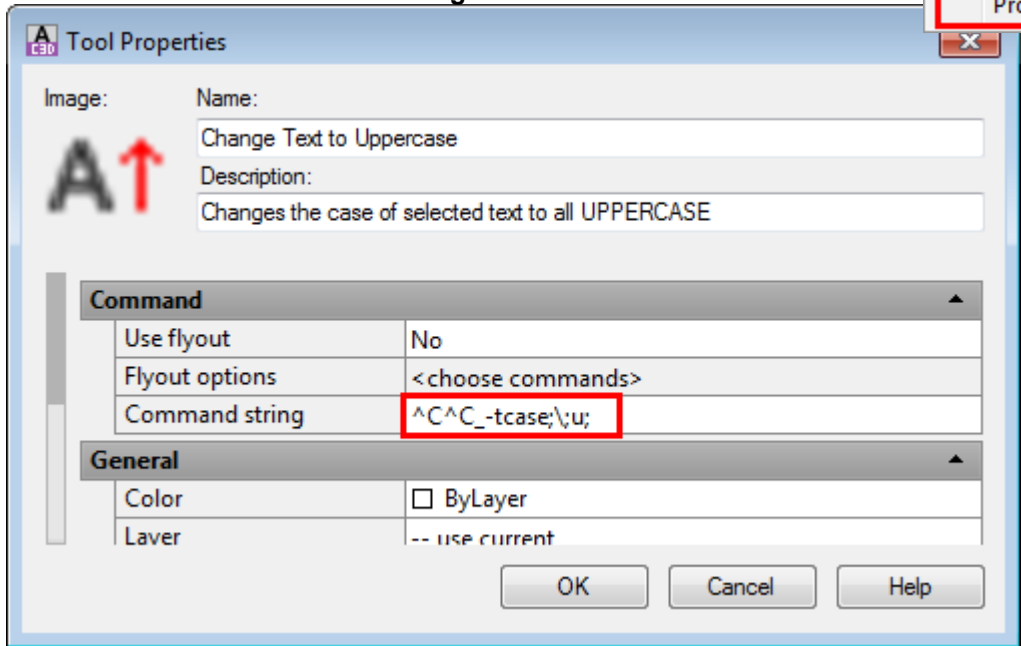 Pro
A
C3D
Tool Properties
Image:
Name:
Change Text to Uppercase
A
Description:
Changes the case of selected text to all UPPERCASE
Command
Use flyout No
Flyout options <choose commands>
Command string ^C^C_-tcase;\;u;
General
Color ByLayer
Layer -- use current
OK Cancel Help